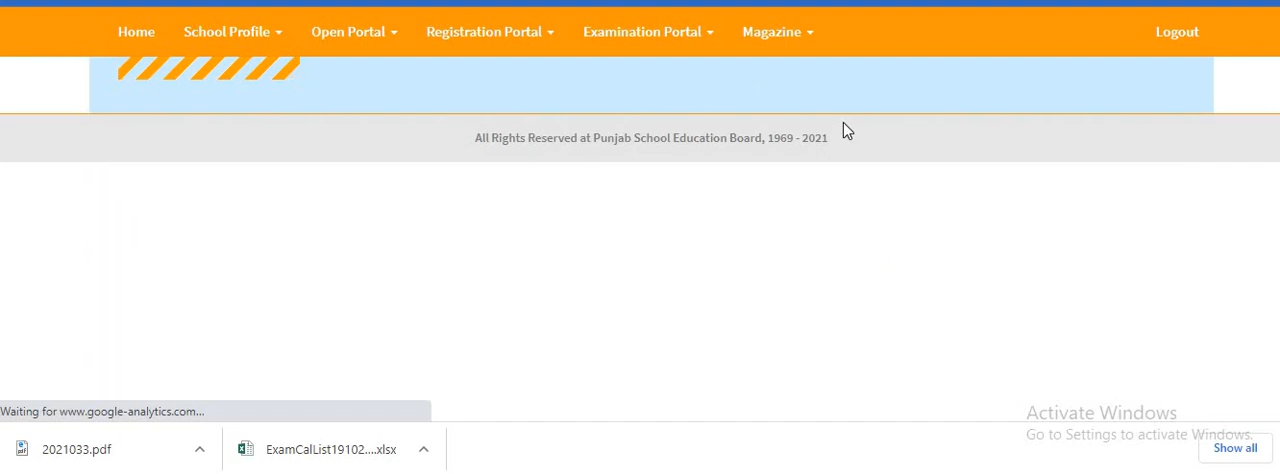 Home School Profile Open Portal Registration Portal Examination Portal Magazine Logout
All Rights Reserved at Punjab School Education Board, 1969 - 2021
Waiting for www.google-analytics.com...
Activate Windows
Go to Settings to activate Windows.
2021033.pdf ExamCalList19102....xlsx Show all